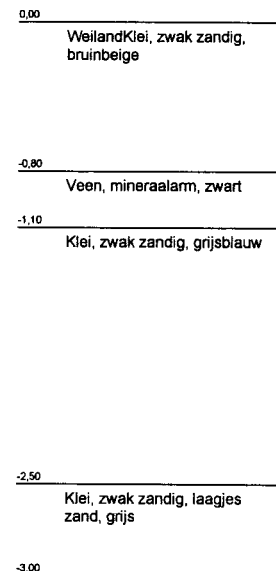 0,00
WeilandKlei, zwak zandig,
bruinbeige
-0,80
Veen, mineraalarm, zwart
-1,10
Klei, zwak zandig, grijsblauw
-2,50
Klei, zwak zandig, laagjes
zand, grijs
-3,00